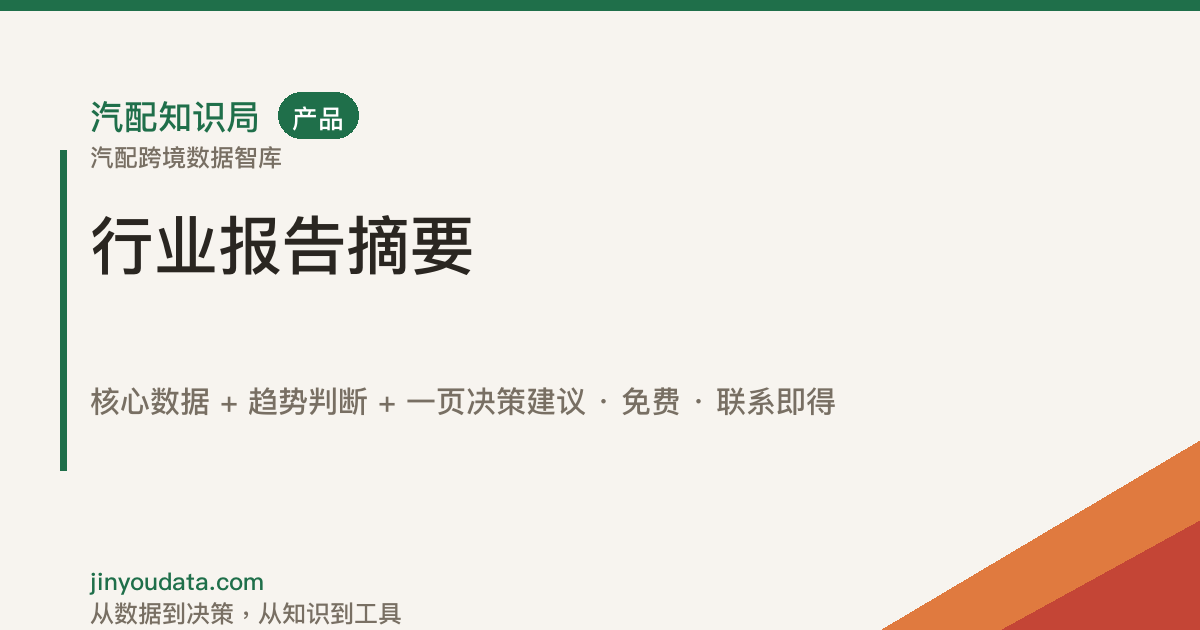 汽配知识局 产品
汽配跨境数据智库
行业报告摘要
核心数据 + 趋势判断 + 一页决策建议 · 免费 · 联系即得
jinyoudata.com
从数据到决策，从知识到工具